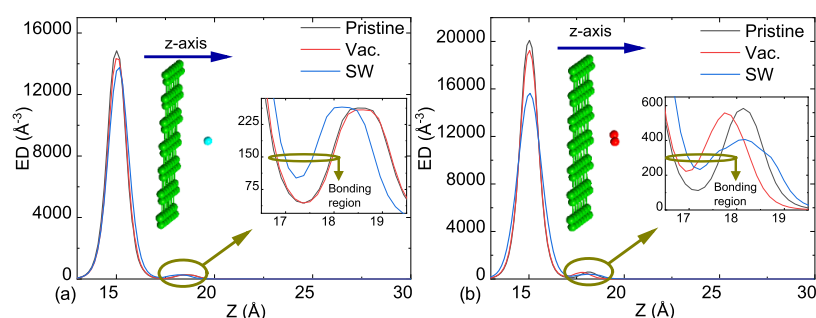 z-axis
Pristine
Vac.
SW
ED (Å-3)
16000
12000
8000
4000
0
225
150
75
17
18
19
Bonding
region
15
20
25
30
(a)
Z (Å)
z-axis
Pristine
Vac.
SW
ED (Å-3)
20000
16000
12000
8000
4000
0
600
400
200
0
17
18
19
Bonding
region
15
20
25
30
(b)
Z (Å)